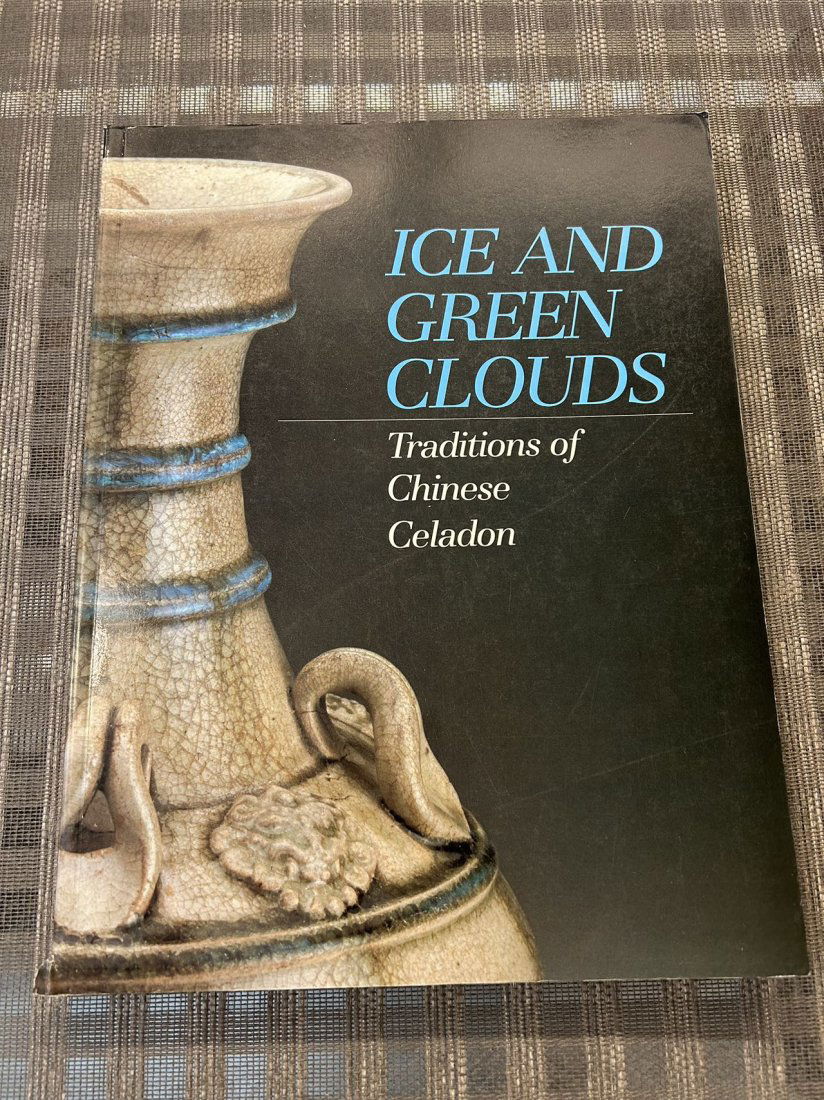 ICE AND
GREEN
CLOUDS
Traditions of
Chinese
Celadon